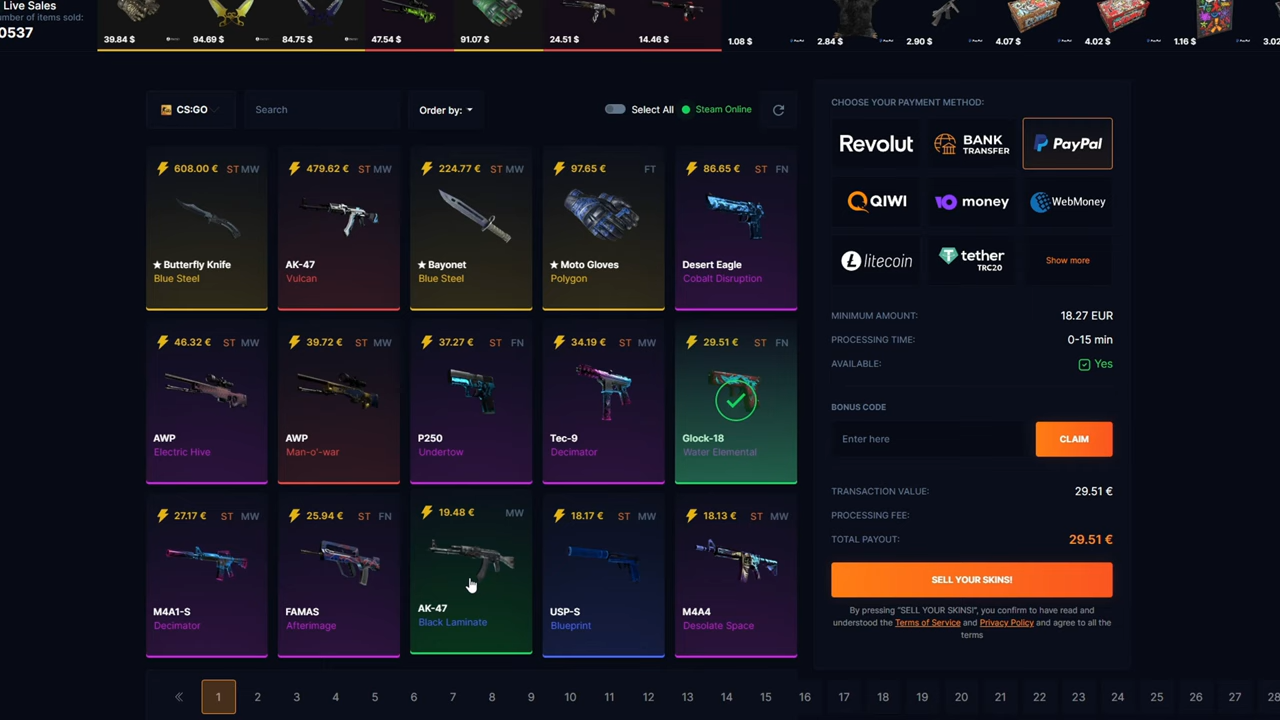 Live Sales
umber of items sold:
0537
39.84 $
94.69 $
84.75 $
47.54 $
91.07 $
24.51 $
14.46 $
1.08 $
2.84 $
2.90 $
4.07 $
4.02 $
1.16 $
3.02
CS:GO
Search
Order by:
Select All
Steam Online
608.00 € ST MW
479.62 € ST MW
224.77 € ST MW
97.65 € FT
86.65 € ST FN
★ Butterfly Knife
Blue Steel
AK-47
Vulcan
★ Bayonet
Blue Steel
★ Moto Gloves
Polygon
Desert Eagle
Cobalt Disruption
46.32 € ST MW
39.72 € ST MW
37.27 € ST FN
34.19 € ST MW
29.51 € ST FN
AWP
Electric Hive
AWP
Man-o'-war
P250
Undertow
Tec-9
Decimator
Glock-18
Water Elemental
27.17 € ST MW
25.94 € ST FN
19.48 € MW
18.17 € ST MW
18.13 € ST MW
M4A1-S
Decimator
FAMAS
Afterimage
AK-47
Black Laminate
USP-S
Blueprint
M4A4
Desolate Space
« 1 2 3 4 5 6 7 8 9 10 11 12 13 14 15 16 17 18 19 20 21 22 23 24 25 26 27 28
CHOOSE YOUR PAYMENT METHOD:
Revolut
BANK
TRANSFER
PayPal
QIWI
money
WebMoney
litecoin
tether
TRC20
Show more
MINIMUM AMOUNT: 18.27 EUR
PROCESSING TIME: 0-15 min
AVAILABLE: Yes
BONUS CODE
Enter here
CLAIM
TRANSACTION VALUE: 29.51 €
PROCESSING FEE:
TOTAL PAYOUT: 29.51 €
SELL YOUR SKINS!
By pressing "SELL YOUR SKINS!", you confirm to have read and
understood the Terms of Service and Privacy Policy and agree to all the
terms